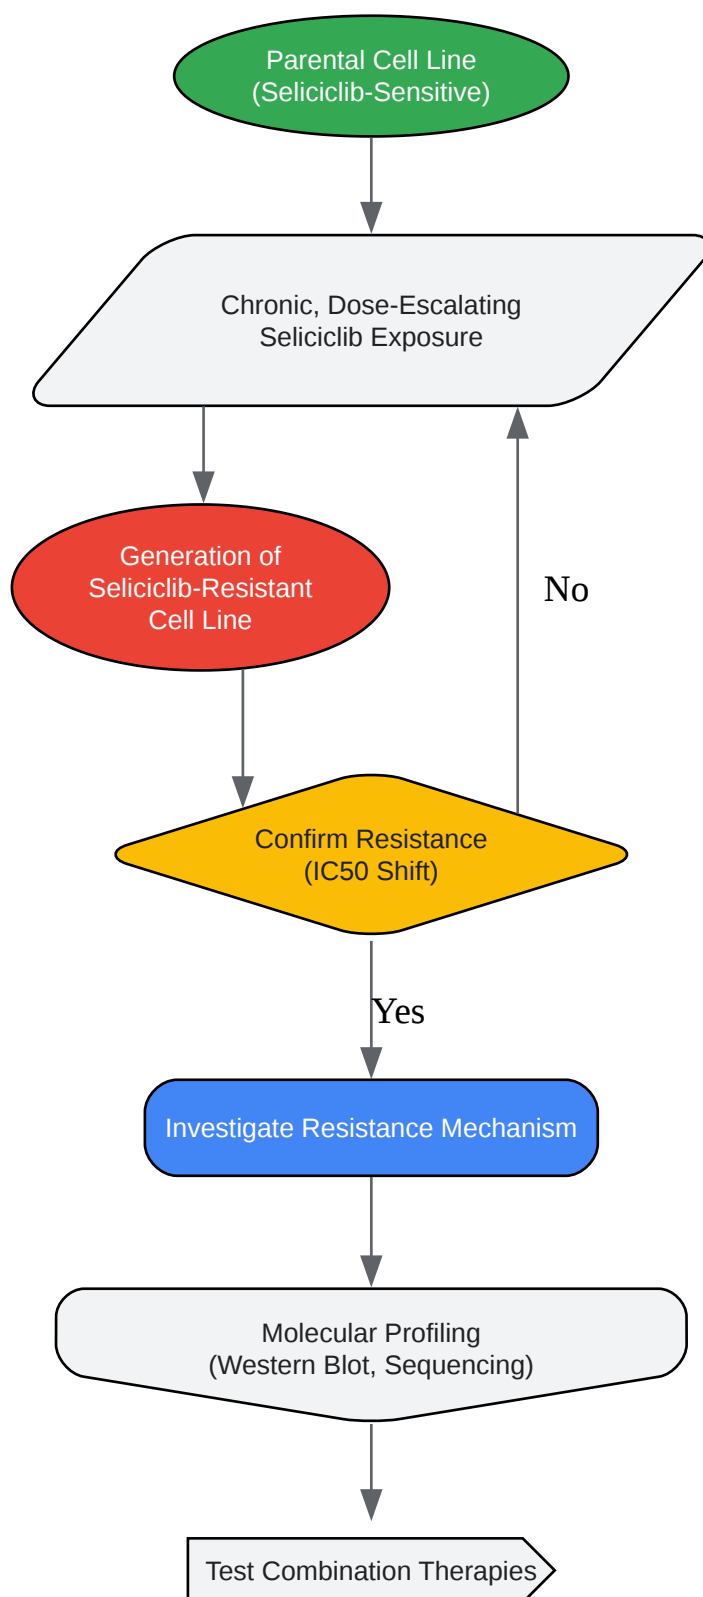 Parental Cell Line
(Seliciclib-Sensitive)
Chronic, Dose-Escalating
Seliciclib Exposure
Generation of
Seliciclib-Resistant
Cell Line
No
Confirm Resistance
(IC50 Shift)
Yes
Investigate Resistance Mechanism
Molecular Profiling
(Western Blot, Sequencing)
Test Combination Therapies